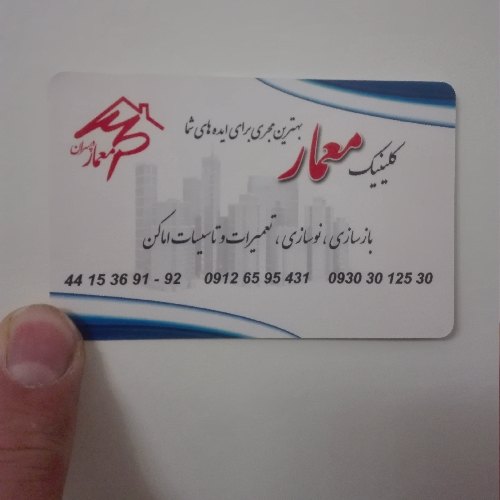 بهترین مجری برای ایده های شما
کلینیک معمار
معمار
بازسازی ، نوسازی ، تعمیرات و تاسیسات اماکن
44 15 36 91 - 92 0912 65 95 431 0930 30 125 30